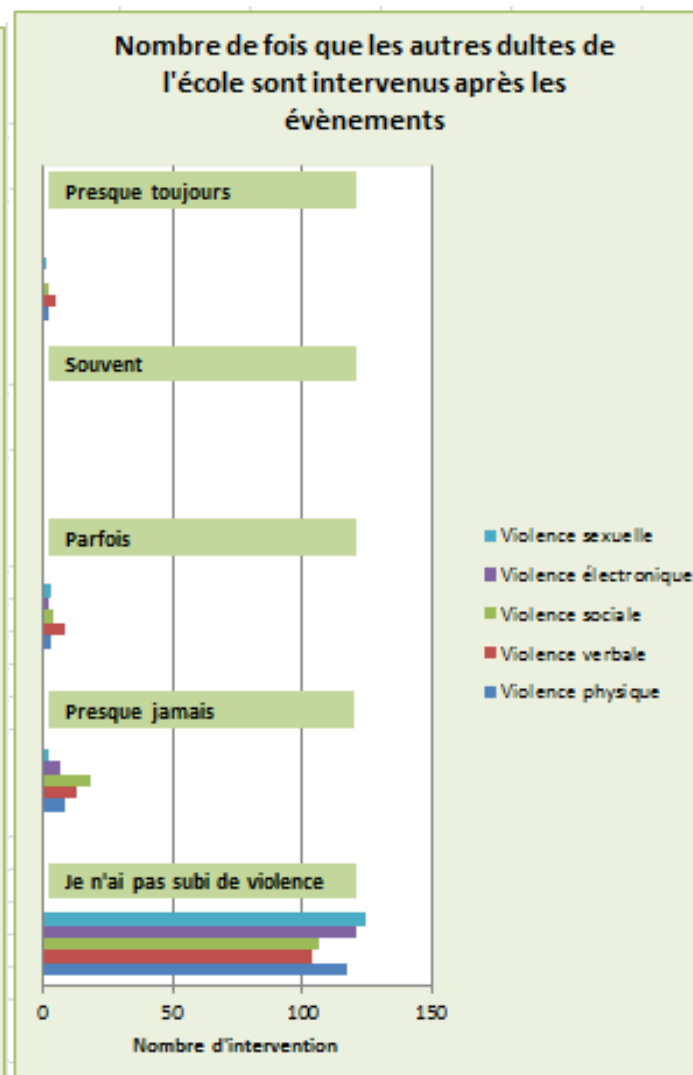 Nombre de fois que les autres dultes de
l'école sont intervenus après les
évènements
Presque toujours
Souvent
Parfois
Presque jamais
Je n'ai pas subi de violence
0 50 100 150
Nombre d'intervention
Violence sexuelle
Violence électronique
Violence sociale
Violence verbale
Violence physique